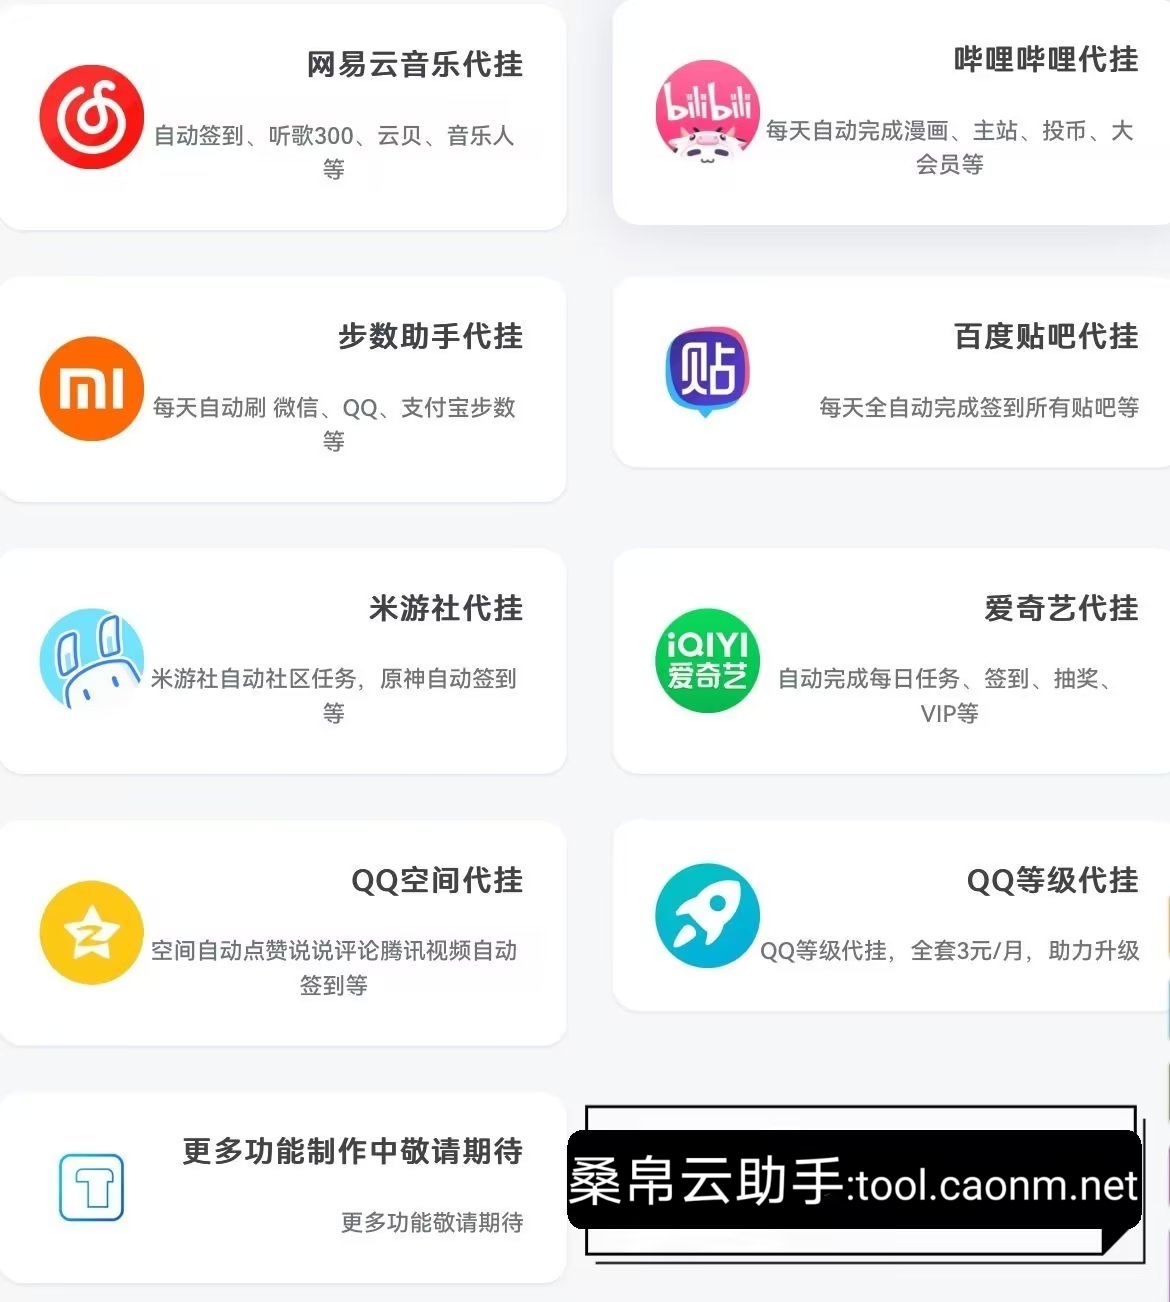 网易云音乐代挂
自动签到、听歌300、云贝、音乐人
等
bilibili
哔哩哔哩代挂
每天自动完成漫画、主站、投币、大
会员等
步数助手代挂
每天自动刷 微信、QQ、支付宝步数
等
贴
百度贴吧代挂
每天全自动完成签到所有贴吧等
米游社代挂
米游社自动社区任务，原神自动签到
等
iQIYI
爱奇艺
爱奇艺代挂
自动完成每日任务、签到、抽奖、
VIP等
QQ空间代挂
空间自动点赞说说评论腾讯视频自动
签到等
QQ等级代挂
QQ等级代挂，全套3元/月，助力升级
更多功能制作中敬请期待
更多功能敬请期待
桑帛云助手:tool.caonm.net